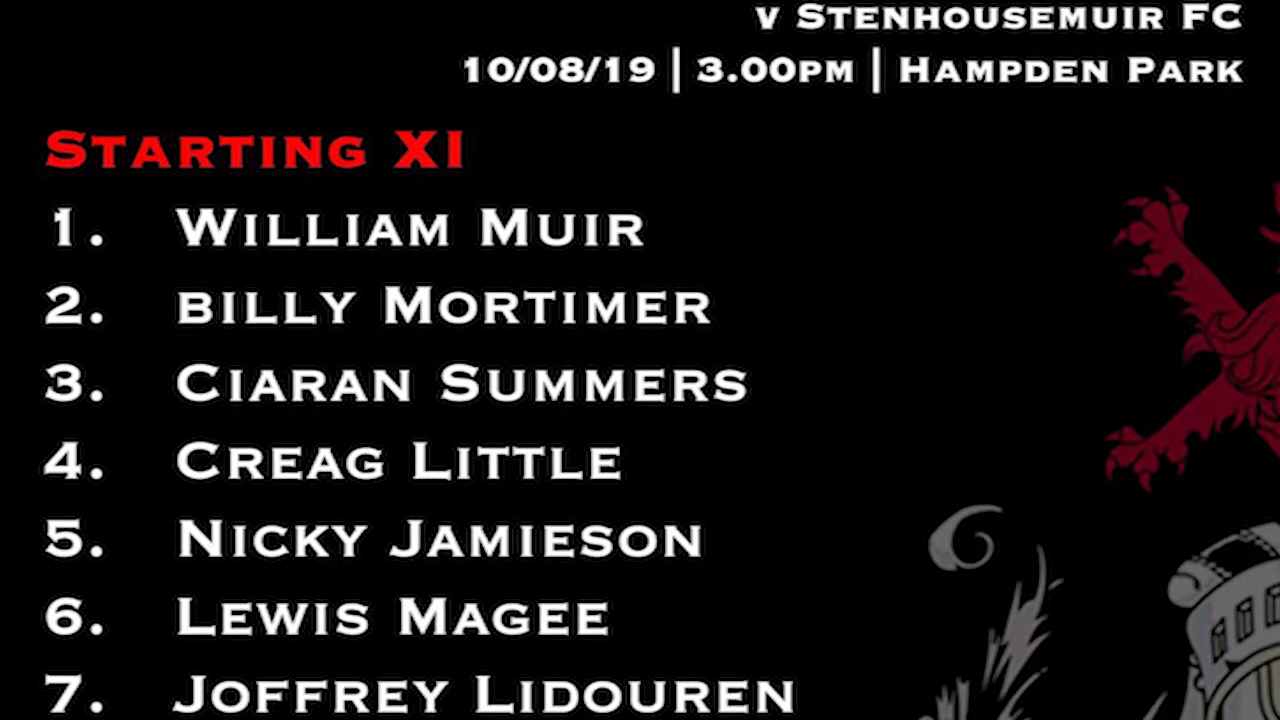 v Stenhousemuir FC
10/08/19 | 3.00pm | Hampden Park
Starting XI
1. William Muir
2. billy Mortimer
3. Ciaran Summers
4. Creag Little
5. Nicky Jamieson
6. Lewis Magee
7. Joffrey Lidouren